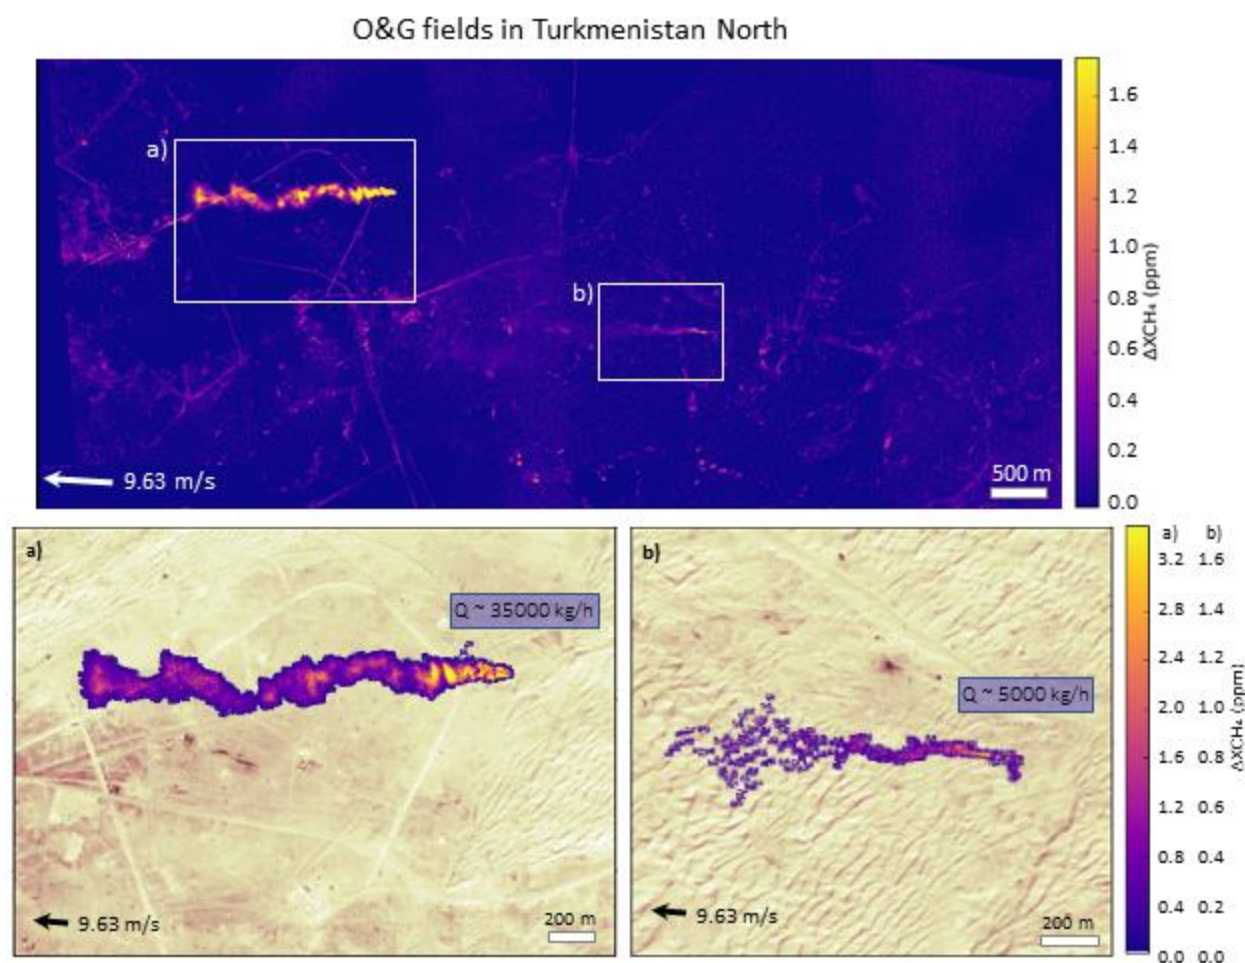 O&G fields in Turkmenistan North
a)
b)
9.63 m/s
500 m
1.6
1.4
1.2
1.0
0.8
0.6
0.4
0.2
0.0
ΔXCH₄ (ppm)
a)
Q ~ 35000 kg/h
9.63 m/s
200 m
b)
Q ~ 5000 kg/h
9.63 m/s
200 m
a) b)
3.2 1.6
2.8 1.4
2.4 1.2
2.0 1.0
1.6 0.8
1.2 0.6
0.8 0.4
0.4 0.2
0.0 0.0
ΔXCH₄ (ppm)